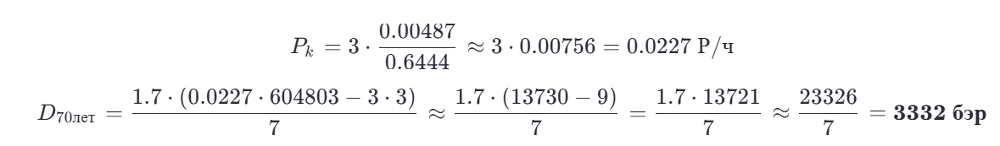 P_k = 3 · 0.00487/0.6444 ≈ 3 · 0.00756 = 0.0227 Р/ч
D_70лет = 1.7 · (0.0227 · 604803 − 3 · 3)/7 ≈ 1.7 · (13730 − 9)/7 = 1.7 · 13721/7 ≈ 23326/7 = 3332 бэр